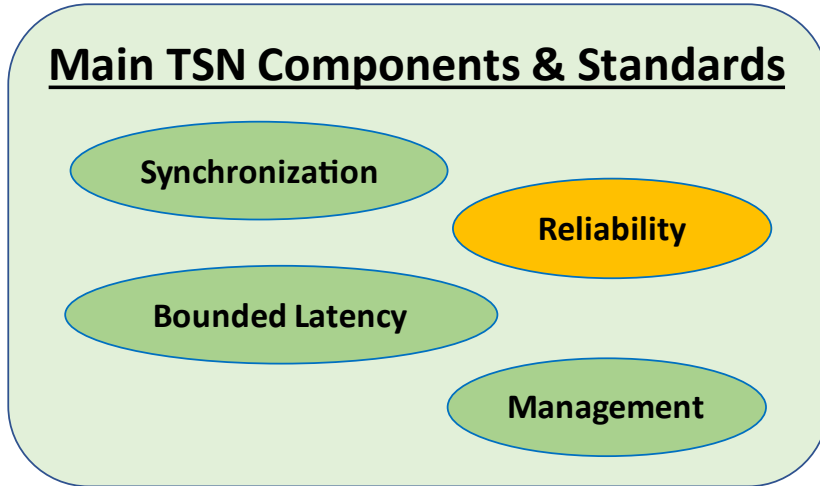 Main TSN Components & Standards
Synchronization
Reliability
Bounded Latency
Management